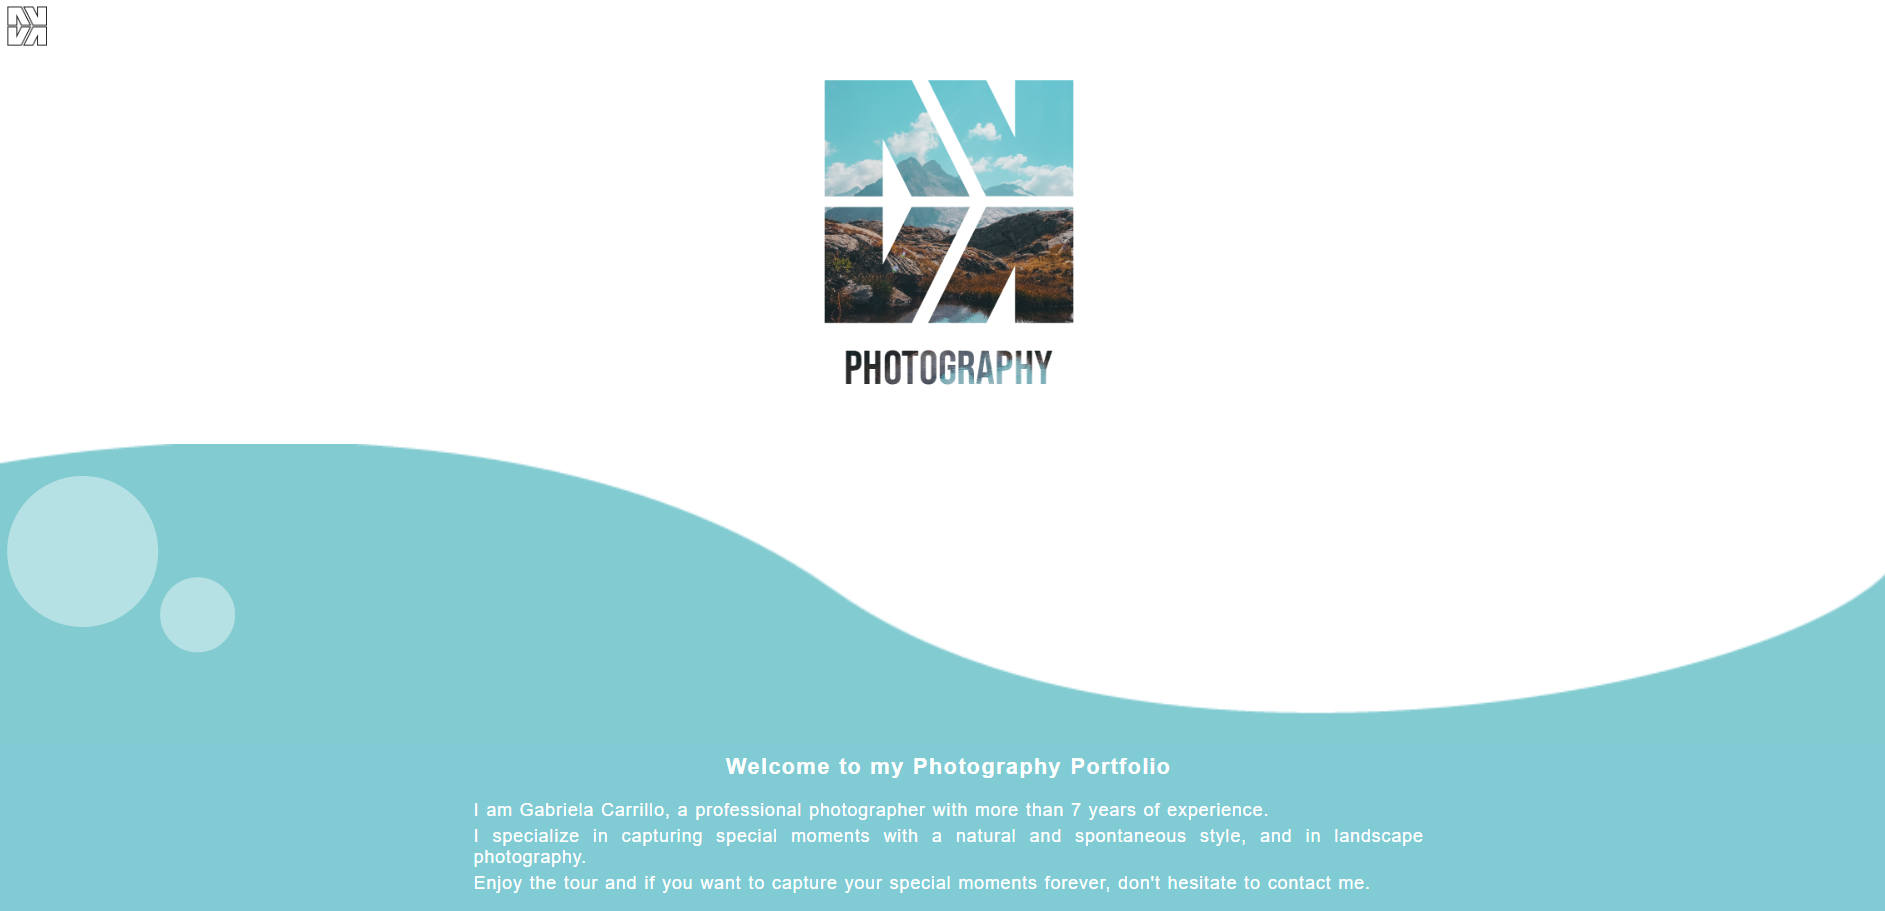 PHOTOGRAPHY
Welcome to my Photography Portfolio
I am Gabriela Carrillo, a professional photographer with more than 7 years of experience.
I specialize in capturing special moments with a natural and spontaneous style, and in landscape
photography.
Enjoy the tour and if you want to capture your special moments forever, don't hesitate to contact me.